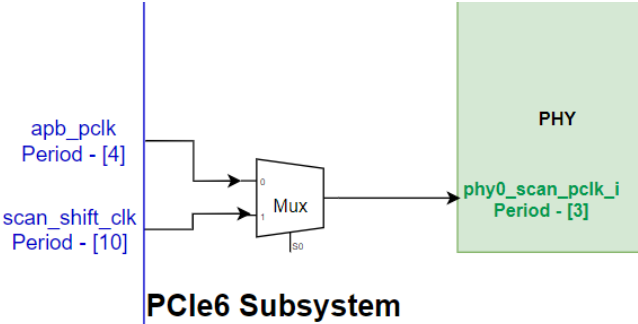 PHY
apb_pclk
Period - [4]
0
phy0_scan_pclk_i
Period - [3]
Mux
scan_shift_clk
Period - [10]
1
S0
PCIe6 Subsystem